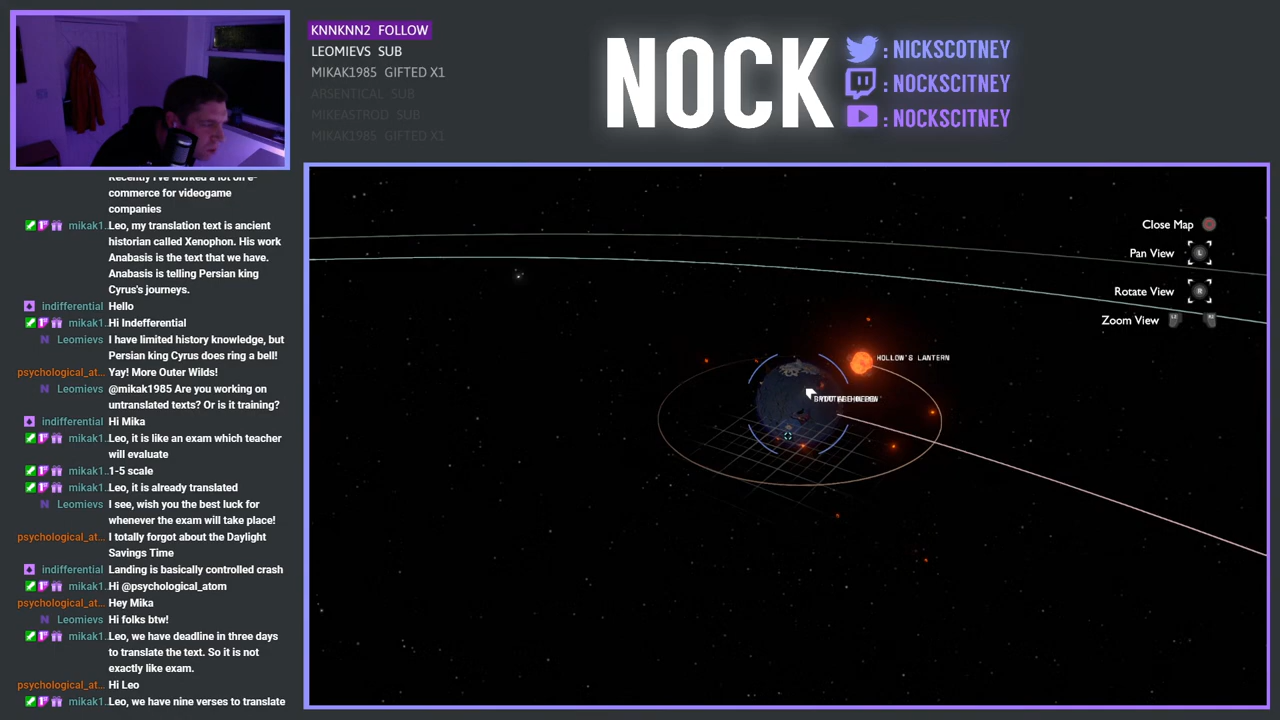 KNNKNN2 FOLLOW
LEOMIEVS SUB
MIKAK1985 GIFTED X1
ARSENTICAL SUB
MIKEASTROD SUB
MIKAK1985 GIFTED X1
NOCK
: NICKSCOTNEY
: NOCKSCITNEY
: NOCKSCITNEY
Recently I've worked a lot on e-
commerce for videogame
companies
mikak1..Leo, my translation text is ancient
historian called Xenophon. His work
Anabasis is the text that we have.
Anabasis is telling Persian king
Cyrus's journeys.
indifferential Hello
mikak1..Hi Indefferential
Leomievs I have limited history knowledge, but
Persian king Cyrus does ring a bell!
psychological_at... Yay! More Outer Wilds!
Leomievs @mikak1985 Are you working on
untranslated texts? Or is it training?
indifferential Hi Mika
mikak1..Leo, it is like an exam which teacher
will evaluate
mikak1..1-5 scale
mikak1..Leo, it is already translated
Leomievs I see, wish you the best luck for
whenever the exam will take place!
psychological_at... I totally forgot about the Daylight
Savings Time
indifferential Landing is basically controlled crash
mikak1..Hi @psychological_atom
psychological_at... Hey Mika
Leomievs Hi folks btw!
mikak1..Leo, we have deadline in three days
to translate the text. So it is not
exactly like exam.
psychological_at... Hi Leo
mikak1..Leo, we have nine verses to translate
Close Map
Pan View
Rotate View
Zoom View
HOLLOW'S LANTERN